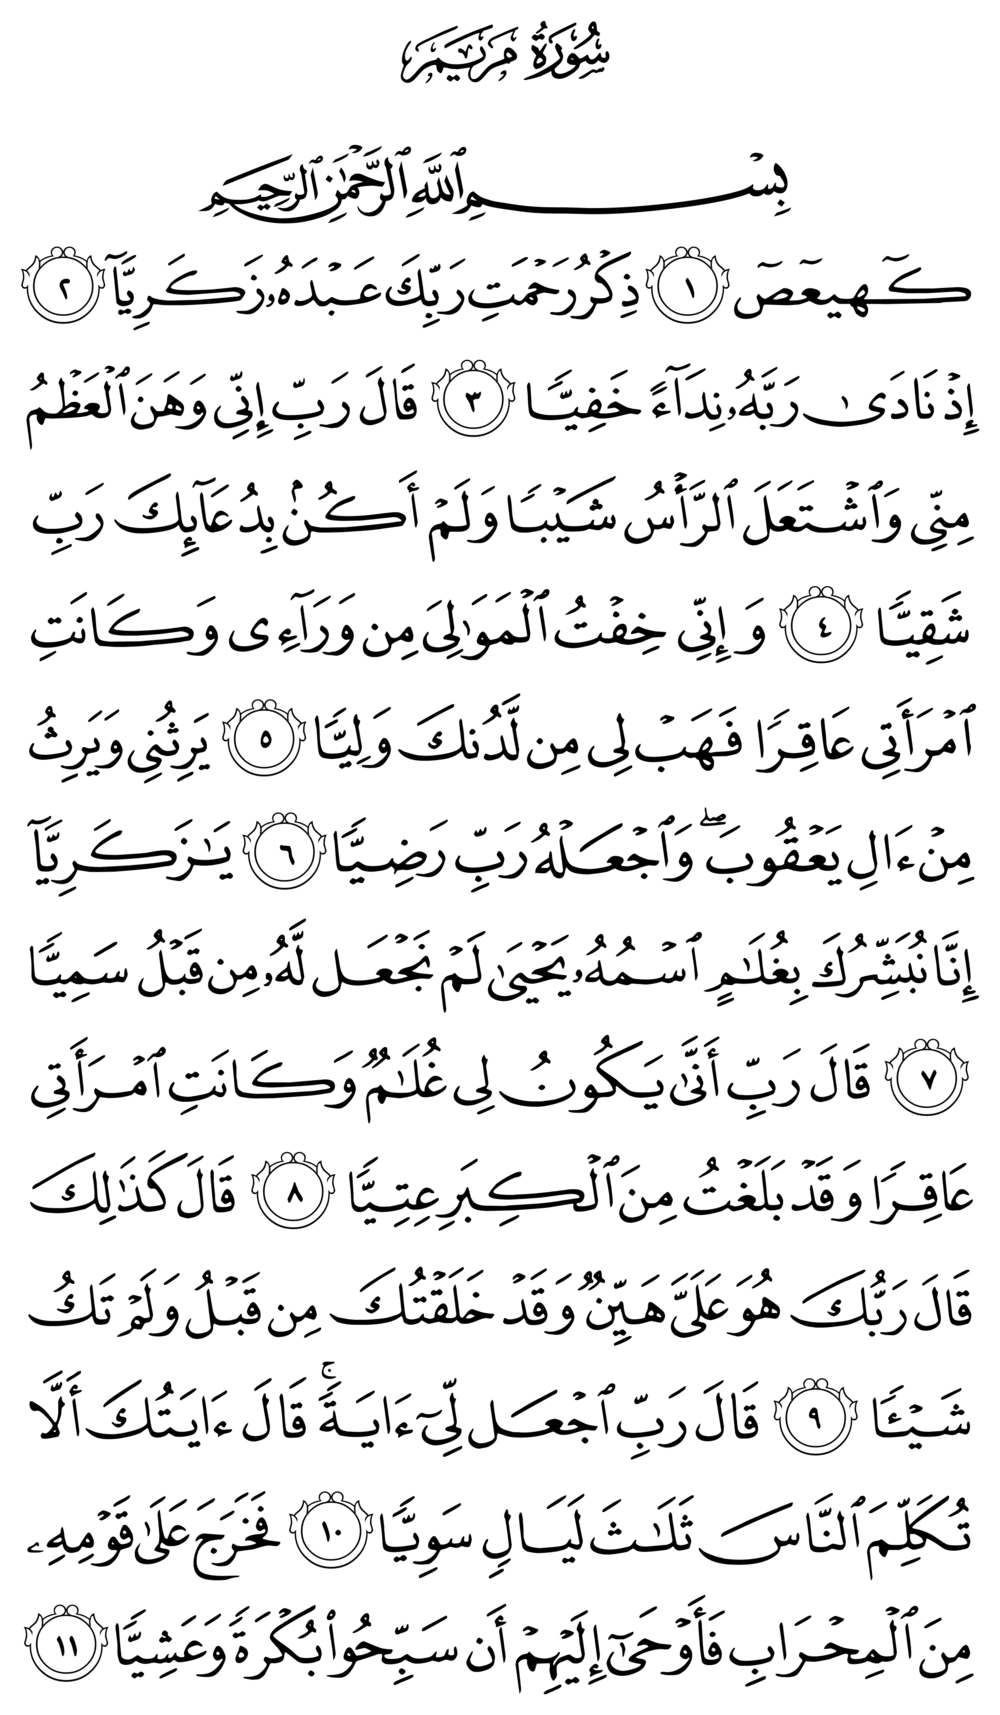 سُورَةُ مَرْيَمَ
بِسْمِ ٱللَّهِ ٱلرَّحْمَٰنِ ٱلرَّحِيمِ
كٓهيعٓصٓ ١ ذِكْرُ رَحْمَتِ رَبِّكَ عَبْدَهُۥ زَكَرِيَّآ ٢
إِذْ نَادَىٰ رَبَّهُۥ نِدَآءً خَفِيًّا ٣ قَالَ رَبِّ إِنِّى وَهَنَ ٱلْعَظْمُ
مِنِّى وَٱشْتَعَلَ ٱلرَّأْسُ شَيْبًا وَلَمْ أَكُنۢ بِدُعَآئِكَ رَبِّ
شَقِيًّا ٤ وَإِنِّى خِفْتُ ٱلْمَوَٰلِىَ مِن وَرَآءِى وَكَانَتِ
ٱمْرَأَتِى عَاقِرًا فَهَبْ لِى مِن لَّدُنكَ وَلِيًّا ٥ يَرِثُنِى وَيَرِثُ
مِنْ ءَالِ يَعْقُوبَ ۖ وَٱجْعَلْهُ رَبِّ رَضِيًّا ٦ يَٰزَكَرِيَّآ
إِنَّا نُبَشِّرُكَ بِغُلَٰمٍ ٱسْمُهُۥ يَحْيَىٰ لَمْ نَجْعَل لَّهُۥ مِن قَبْلُ سَمِيًّا
٧ قَالَ رَبِّ أَنَّىٰ يَكُونُ لِى غُلَٰمٌ وَكَانَتِ ٱمْرَأَتِى
عَاقِرًا وَقَدْ بَلَغْتُ مِنَ ٱلْكِبَرِ عِتِيًّا ٨ قَالَ كَذَٰلِكَ
قَالَ رَبُّكَ هُوَ عَلَىَّ هَيِّنٌ وَقَدْ خَلَقْتُكَ مِن قَبْلُ وَلَمْ تَكُ
شَيْـًٔا ٩ قَالَ رَبِّ ٱجْعَل لِّىٓ ءَايَةً ۚ قَالَ ءَايَتُكَ أَلَّا
تُكَلِّمَ ٱلنَّاسَ ثَلَٰثَ لَيَالٍ سَوِيًّا ١٠ فَخَرَجَ عَلَىٰ قَوْمِهِۦ
مِنَ ٱلْمِحْرَابِ فَأَوْحَىٰٓ إِلَيْهِمْ أَن سَبِّحُوا۟ بُكْرَةً وَعَشِيًّا ١١